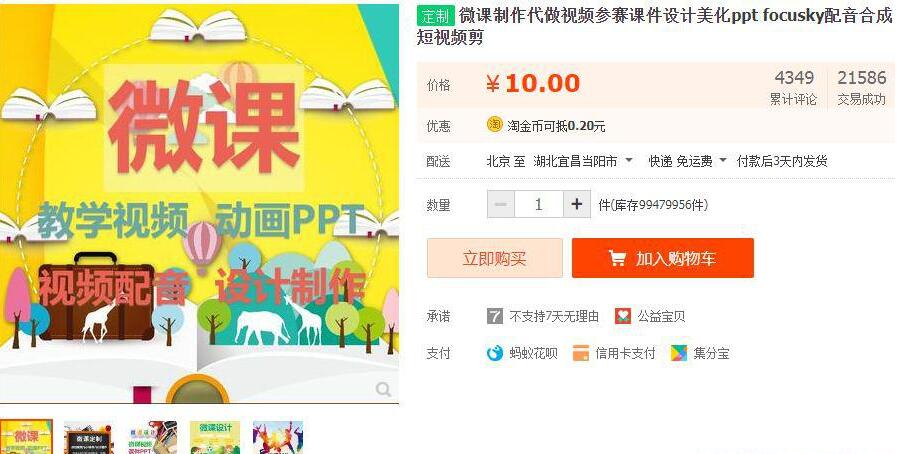 微课
教学视频 动画PPT
视频配音 设计制作
微课
微课定制
微课设计
定制 微课制作代做视频参赛课件设计美化ppt focusky配音合成
短视频剪
价格 ¥10.00 4349 21586
累计评论 交易成功
优惠 淘 淘金币可抵0.20元
配送 北京 至 湖北宜昌当阳市 快递 免运费 付款后3天内发货
数量 − 1 + 件(库存99479956件)
立即购买 加入购物车
承诺 7 不支持7天无理由 公益宝贝
支付 蚂蚁花呗 信用卡支付 集分宝